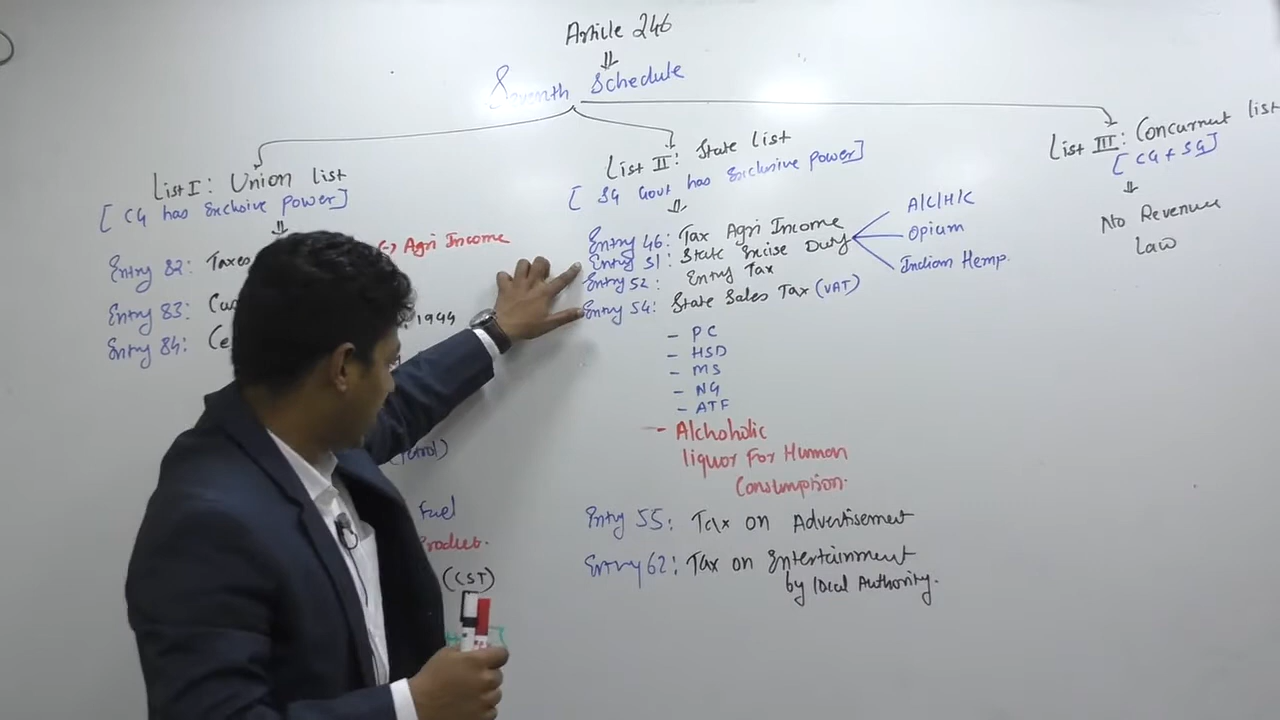 Article 246
⇓
Seventh Schedule
List I: Union list
[CG has Exclusive power]
⇓
Entry 82: Taxes
(-) Agri Income
Entry 83:
1944
Entry 84:
Fuel
Product.
(CST)
List II: State list
[SG Govt has Exclusive power]
⇓
Entry 46: Tax Agri Income
Entry 51: State Excise Duty
A/C/H/C
Opium
Indian Hemp.
Entry 52: Entry Tax
Entry 54: State Sales Tax (VAT)
- PC
- HSD
- MS
- NG
- ATF
- Alchoholic
liquor For Human
Consumption.
Entry 55: Tax on Advertisement
Entry 62: Tax on Entertainment
by local Authority.
List III: Concurrent list
[CG + SG]
⇓
No Revenue
Law